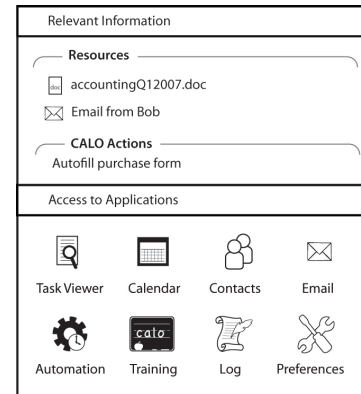 Relevant Information
Resources
doc
accountingQ12007.doc
Email from Bob
CALO Actions
Autofill purchase form
Access to Applications
Task Viewer Calendar Contacts Email
calo
Automation Training Log Preferences